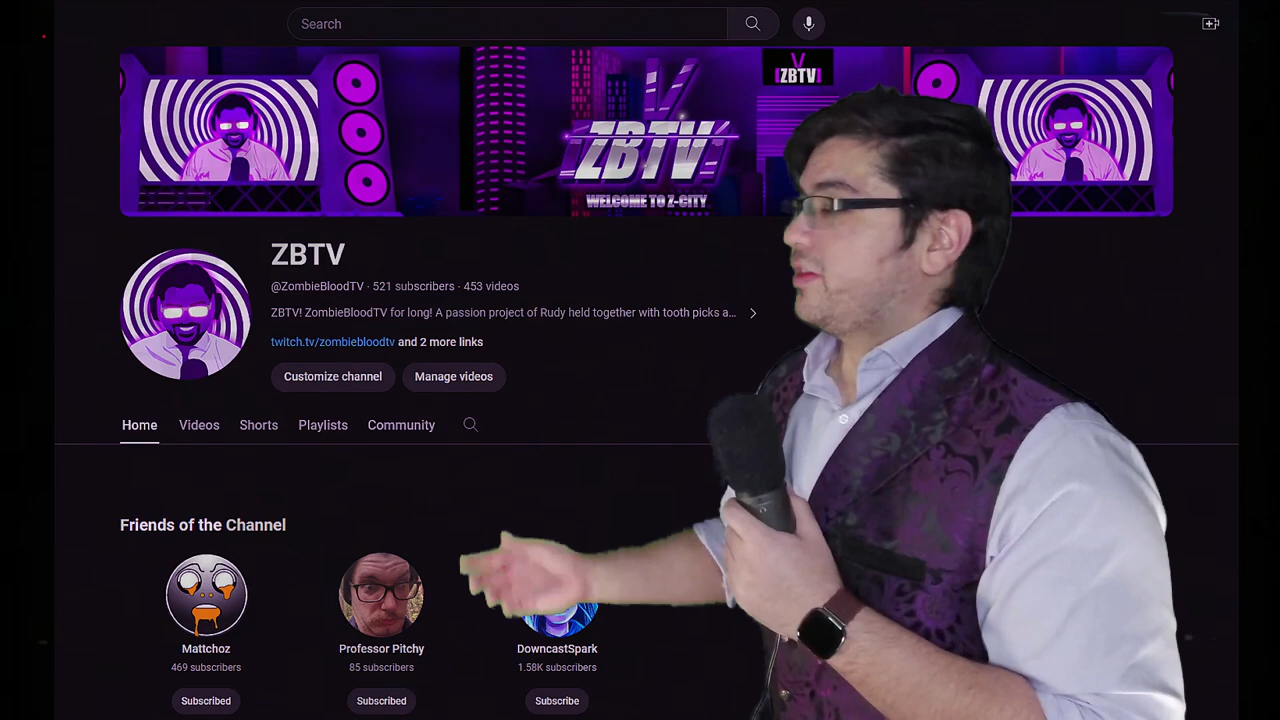 Search
ZBTV
ZBTV
WELCOME TO Z-CITY
ZBTV
@ZombieBloodTV · 521 subscribers · 453 videos
ZBTV! ZombieBloodTV for long! A passion project of Rudy held together with tooth picks a...
twitch.tv/zombiebloodtv and 2 more links
Customize channel Manage videos
Home Videos Shorts Playlists Community
Friends of the Channel
Mattchoz Professor Pitchy DowncastSpark
469 subscribers 85 subscribers 1.58K subscribers
Subscribed Subscribed Subscribe